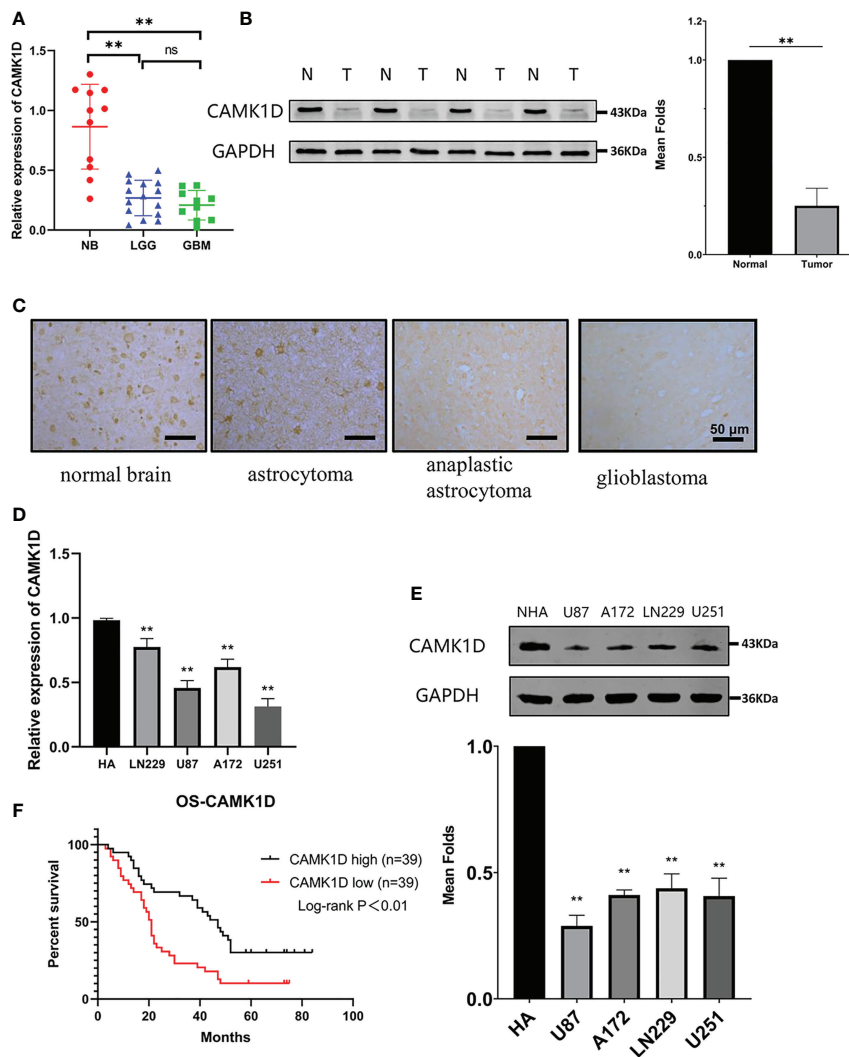 A
Relative expression of CAMK1D
1.5
1.0
0.5
0.0
**
**
ns
NB
LGG
GBM
B
N T N T N T N T
CAMK1D
43KDa
GAPDH
36KDa
Mean Folds
1.2
1.0
0.5
0.0
**
Normal
Tumor
C
50 μm
normal brain
astrocytoma
anaplastic
astrocytoma
glioblastoma
D
Relative expression of CAMK1D
1.5
1.0
0.5
0.0
**
**
**
**
HA
LN229
U87
A172
U251
E
NHA U87 A172 LN229 U251
CAMK1D
43KDa
GAPDH
36KDa
Mean Folds
1.0
0.5
0.0
**
**
**
**
HA
U87
A172
LN229
U251
F
OS-CAMK1D
Percent survival
100
50
0
CAMK1D high (n=39)
CAMK1D low (n=39)
Log-rank P＜0.01
0 20 40 60 80 100
Months